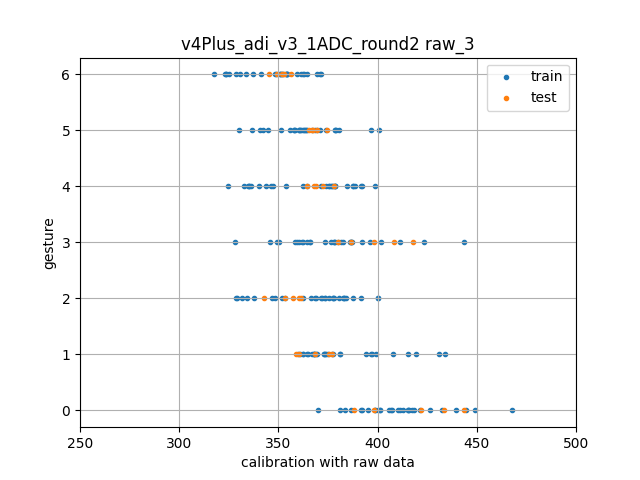 v4Plus_adi_v3_1ADC_round2 raw_3
train
test
gesture
6
5
4
3
2
1
0
250 300 350 400 450 500
calibration with raw data